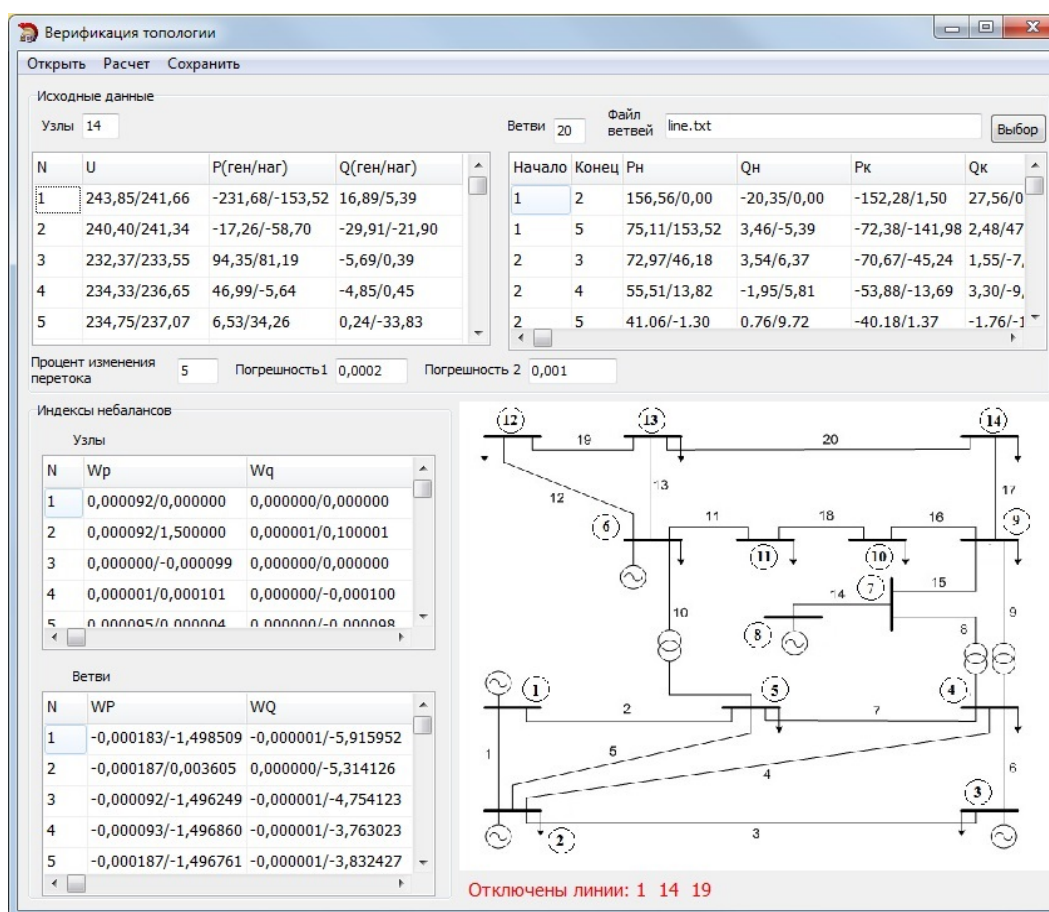 Верификация топологии
Открыть Расчет Сохранить
Исходные данные
Узлы 14
Ветви 20 Файл ветвей line.txt Выбор
N U P(ген/наг) Q(ген/наг)
1 243,85/241,66 -231,68/-153,52 16,89/5,39
2 240,40/241,34 -17,26/-58,70 -29,91/-21,90
3 232,37/233,55 94,35/81,19 -5,69/0,39
4 234,33/236,65 46,99/-5,64 -4,85/0,45
5 234,75/237,07 6,53/34,26 0,24/-33,83
Начало Конец Pн Qн Pк Qк
1 2 156,56/0,00 -20,35/0,00 -152,28/1,50 27,56/0
1 5 75,11/153,52 3,46/-5,39 -72,38/-141,98 2,48/47
2 3 72,97/46,18 3,54/6,37 -70,67/-45,24 1,55/-7,
2 4 55,51/13,82 -1,95/5,81 -53,88/-13,69 3,30/-9,
2 5 41,06/-1,30 0,76/9,72 -40,18/1,37 -1,76/-1
Процент изменения перетока 5 Погрешность1 0,0002 Погрешность 2 0,001
Индексы небалансов
Узлы
N Wp Wq
1 0,000092/0,000000 0,000000/0,000000
2 0,000092/1,500000 0,000001/0,100001
3 0,000000/-0,000099 0,000000/0,000000
4 0,000001/0,000101 0,000000/-0,000100
5 0,000095/0,000004 0,000000/-0,000098
Ветви
N WP WQ
1 -0,000183/-1,498509 -0,000001/-5,915952
2 -0,000187/0,003605 0,000000/-5,314126
3 -0,000092/-1,496249 -0,000001/-4,754123
4 -0,000093/-1,496860 -0,000001/-3,763023
5 -0,000187/-1,496761 -0,000001/-3,832427
12 13 14
19 20
12 13 17
6 11 18 16 9
11 10
7 15
14
10 8 8 9
1 5 4
2 7
1 5 4 6
3
2 3
Отключены линии: 1 14 19